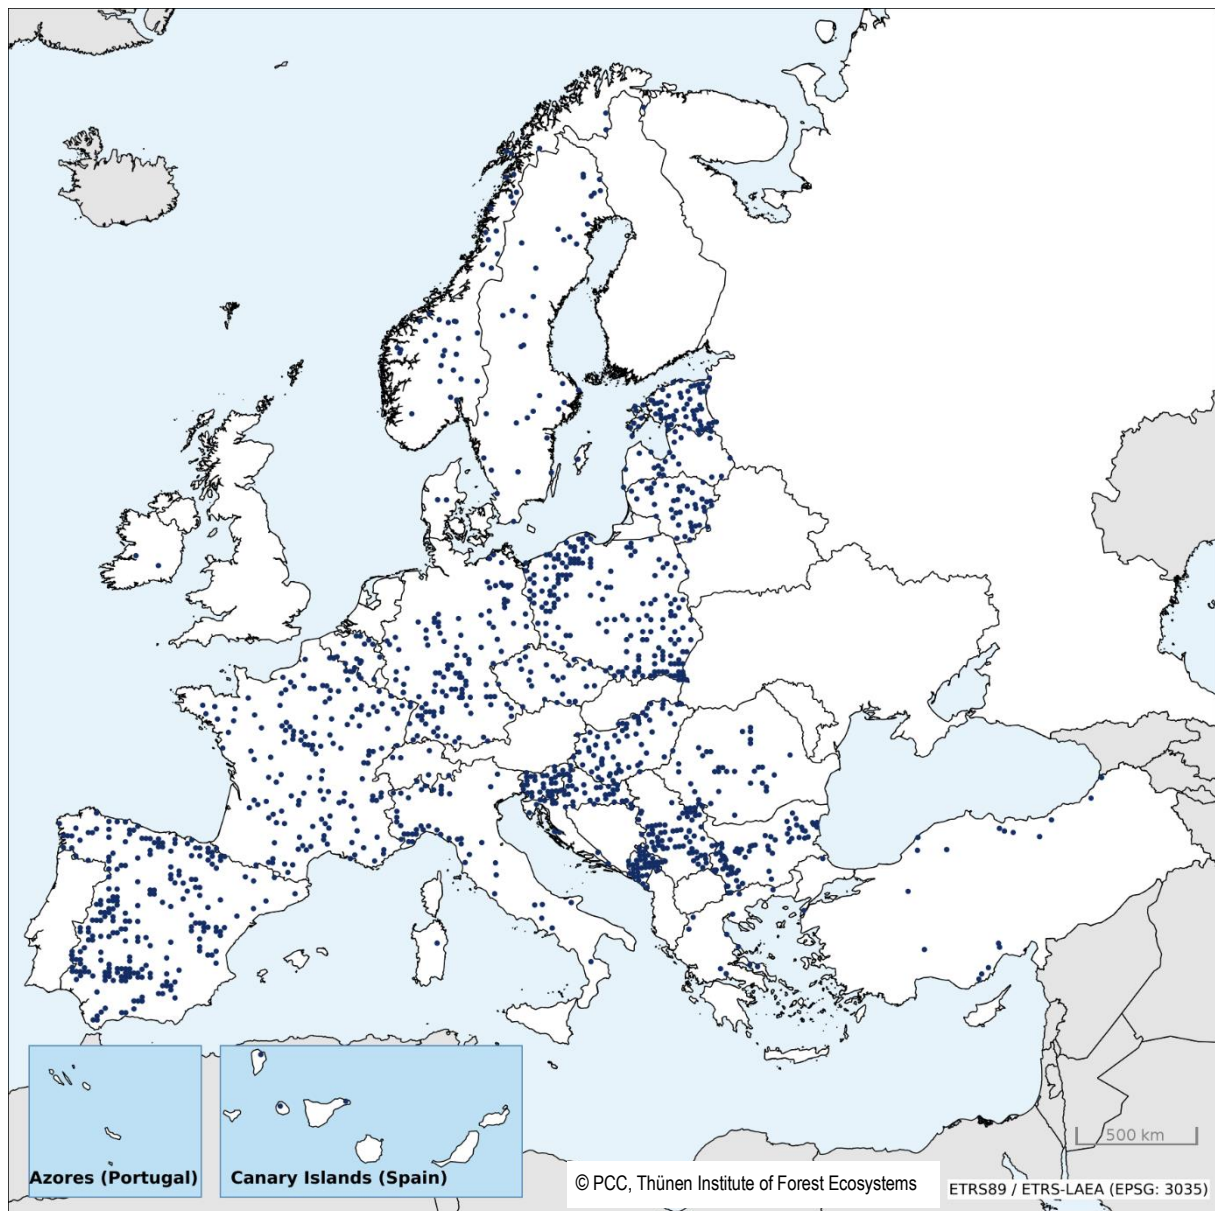 500 km
Azores (Portugal)
Canary Islands (Spain)
© PCC, Thünen Institute of Forest Ecosystems
ETRS89 / ETRS-LAEA (EPSG: 3035)